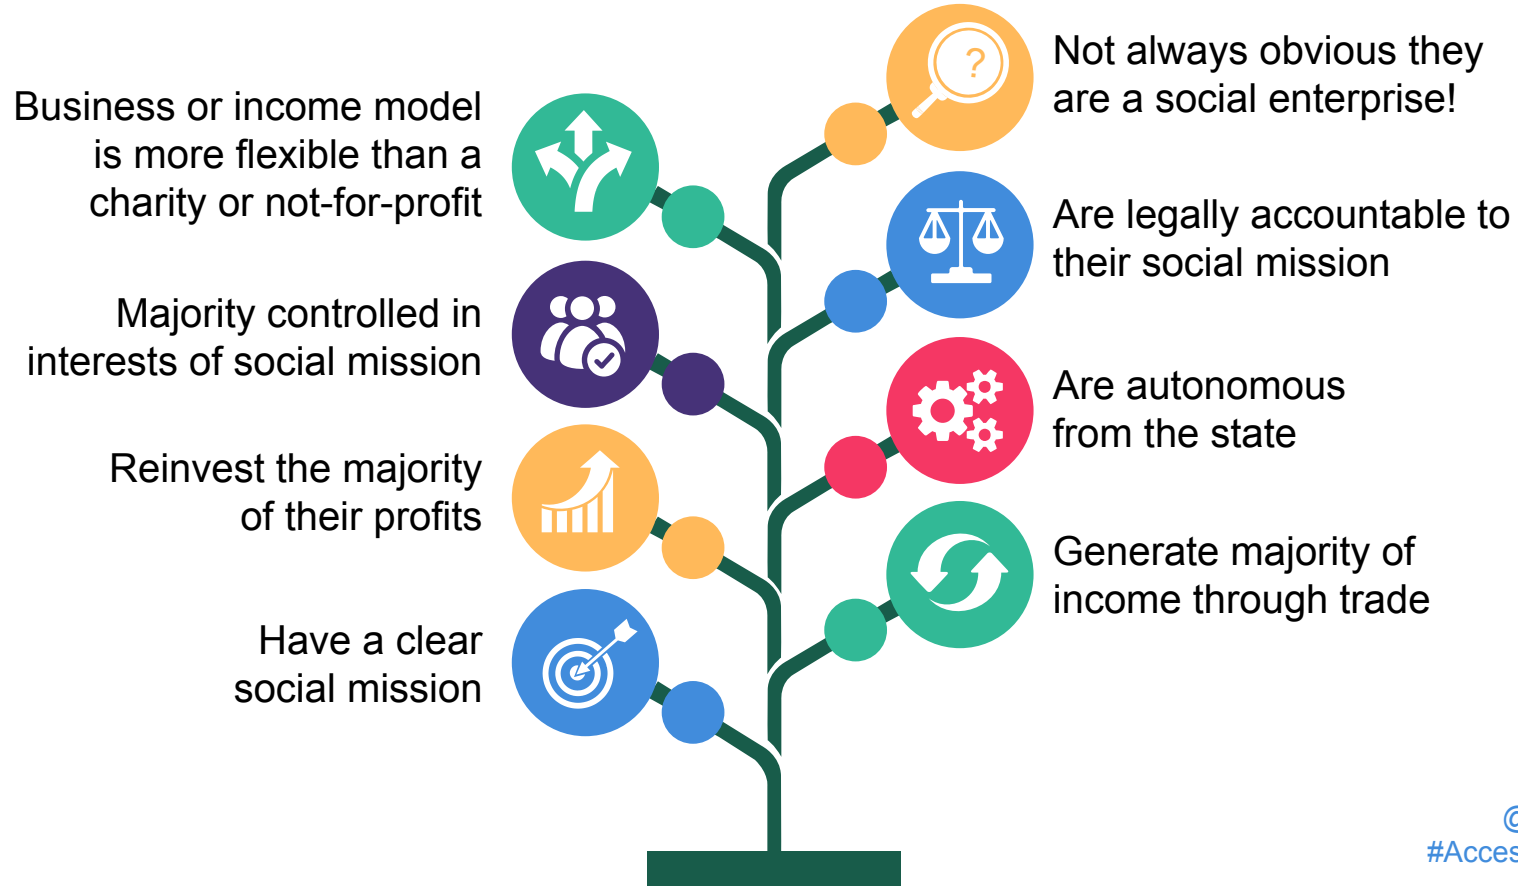 Business or income model
is more flexible than a
charity or not-for-profit
Majority controlled in
interests of social mission
Reinvest the majority
of their profits
Have a clear
social mission
?
Not always obvious they
are a social enterprise!
Are legally accountable to
their social mission
Are autonomous
from the state
Generate majority of
income through trade
@
#Acces